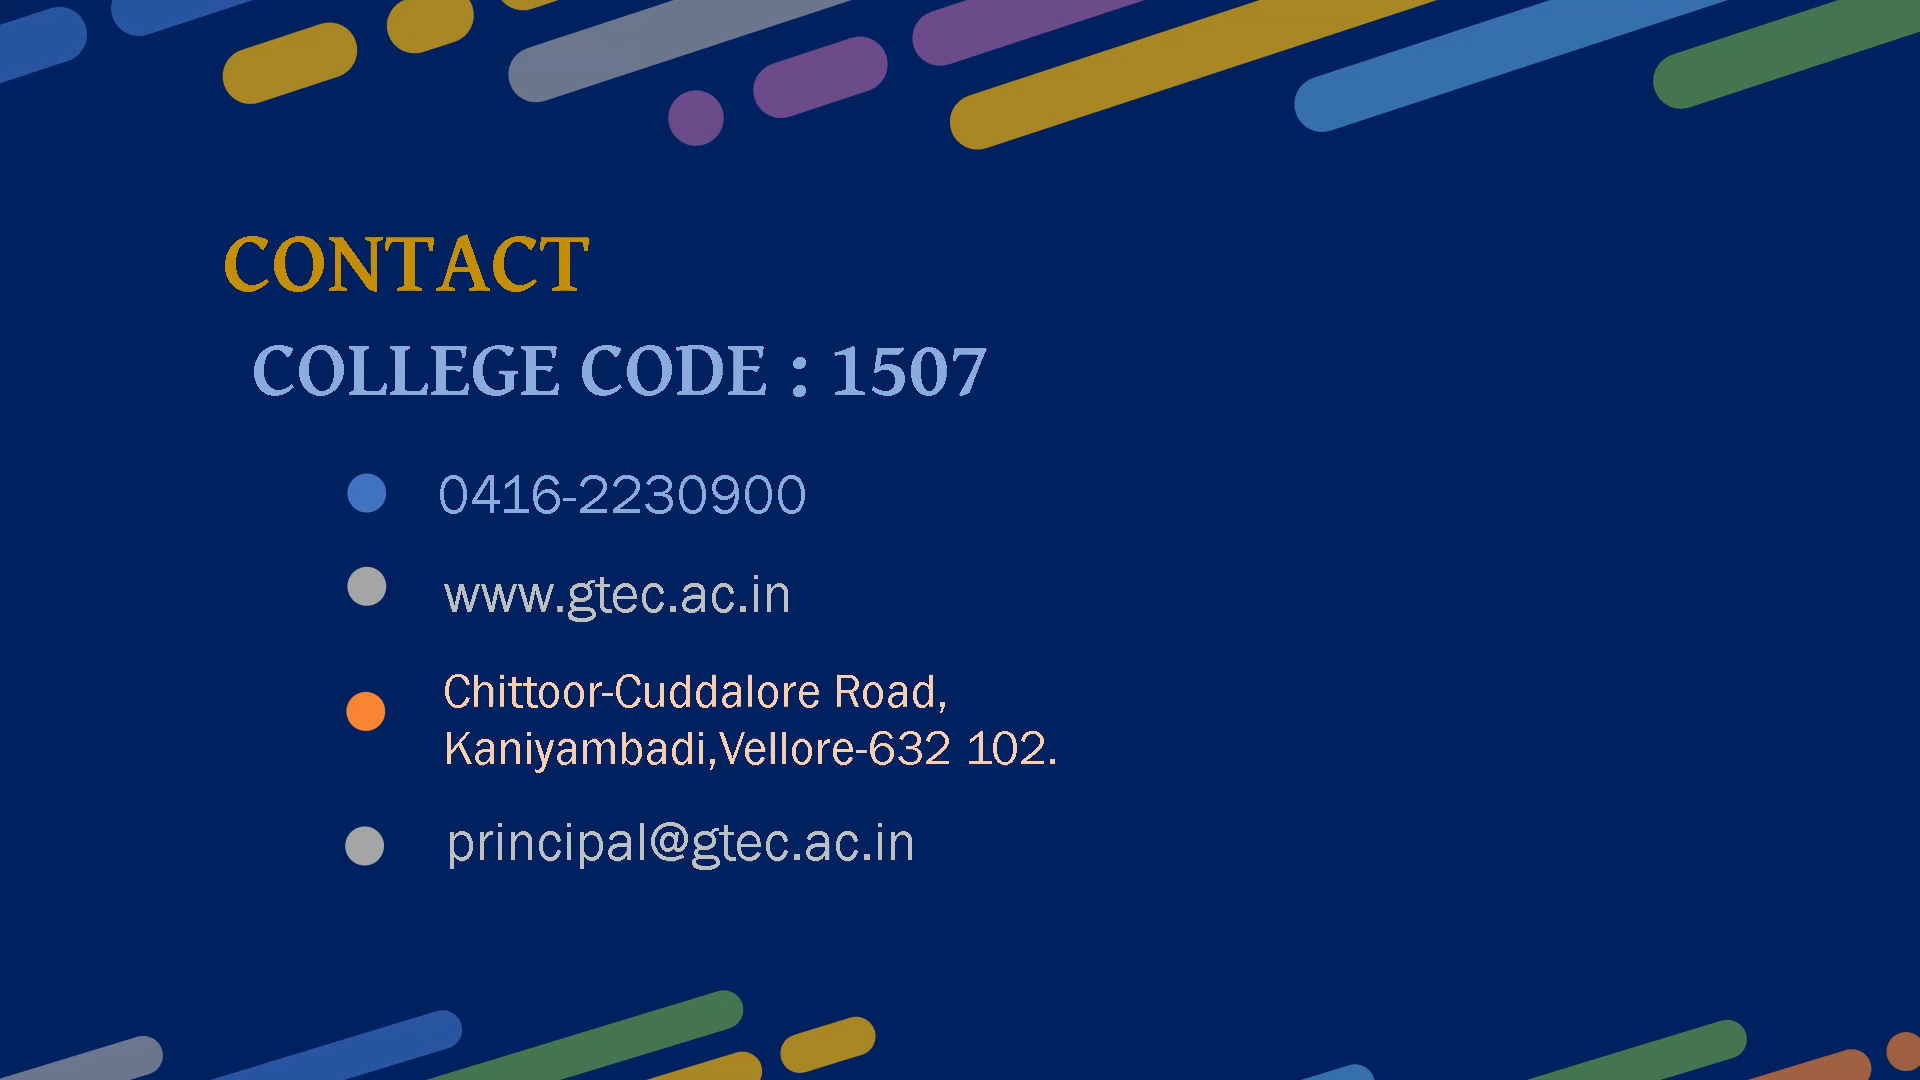 CONTACT
COLLEGE CODE : 1507
0416-2230900
www.gtec.ac.in
Chittoor-Cuddalore Road,
Kaniyambadi,Vellore-632 102.
principal@gtec.ac.in